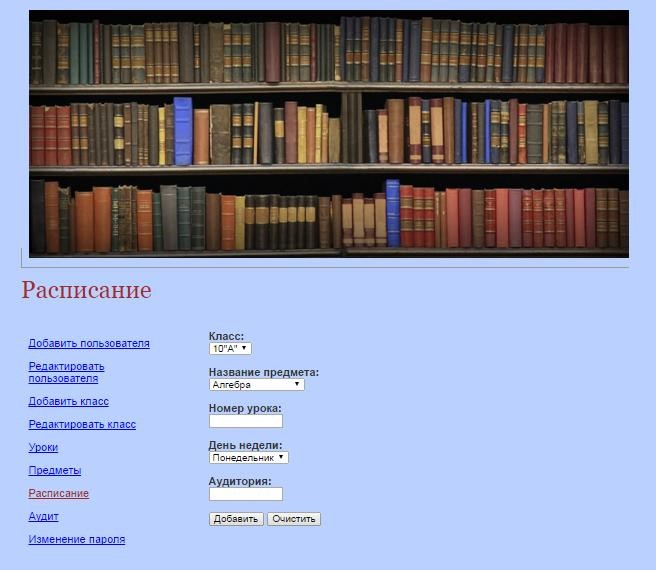 Расписание
Добавить пользователя
Редактировать
пользователя
Добавить класс
Редактировать класс
Уроки
Предметы
Расписание
Аудит
Изменение пароля
Класс:
10"А"
Название предмета:
Алгебра
Номер урока:
День недели:
Понедельник
Аудитория:
Добавить Очистить